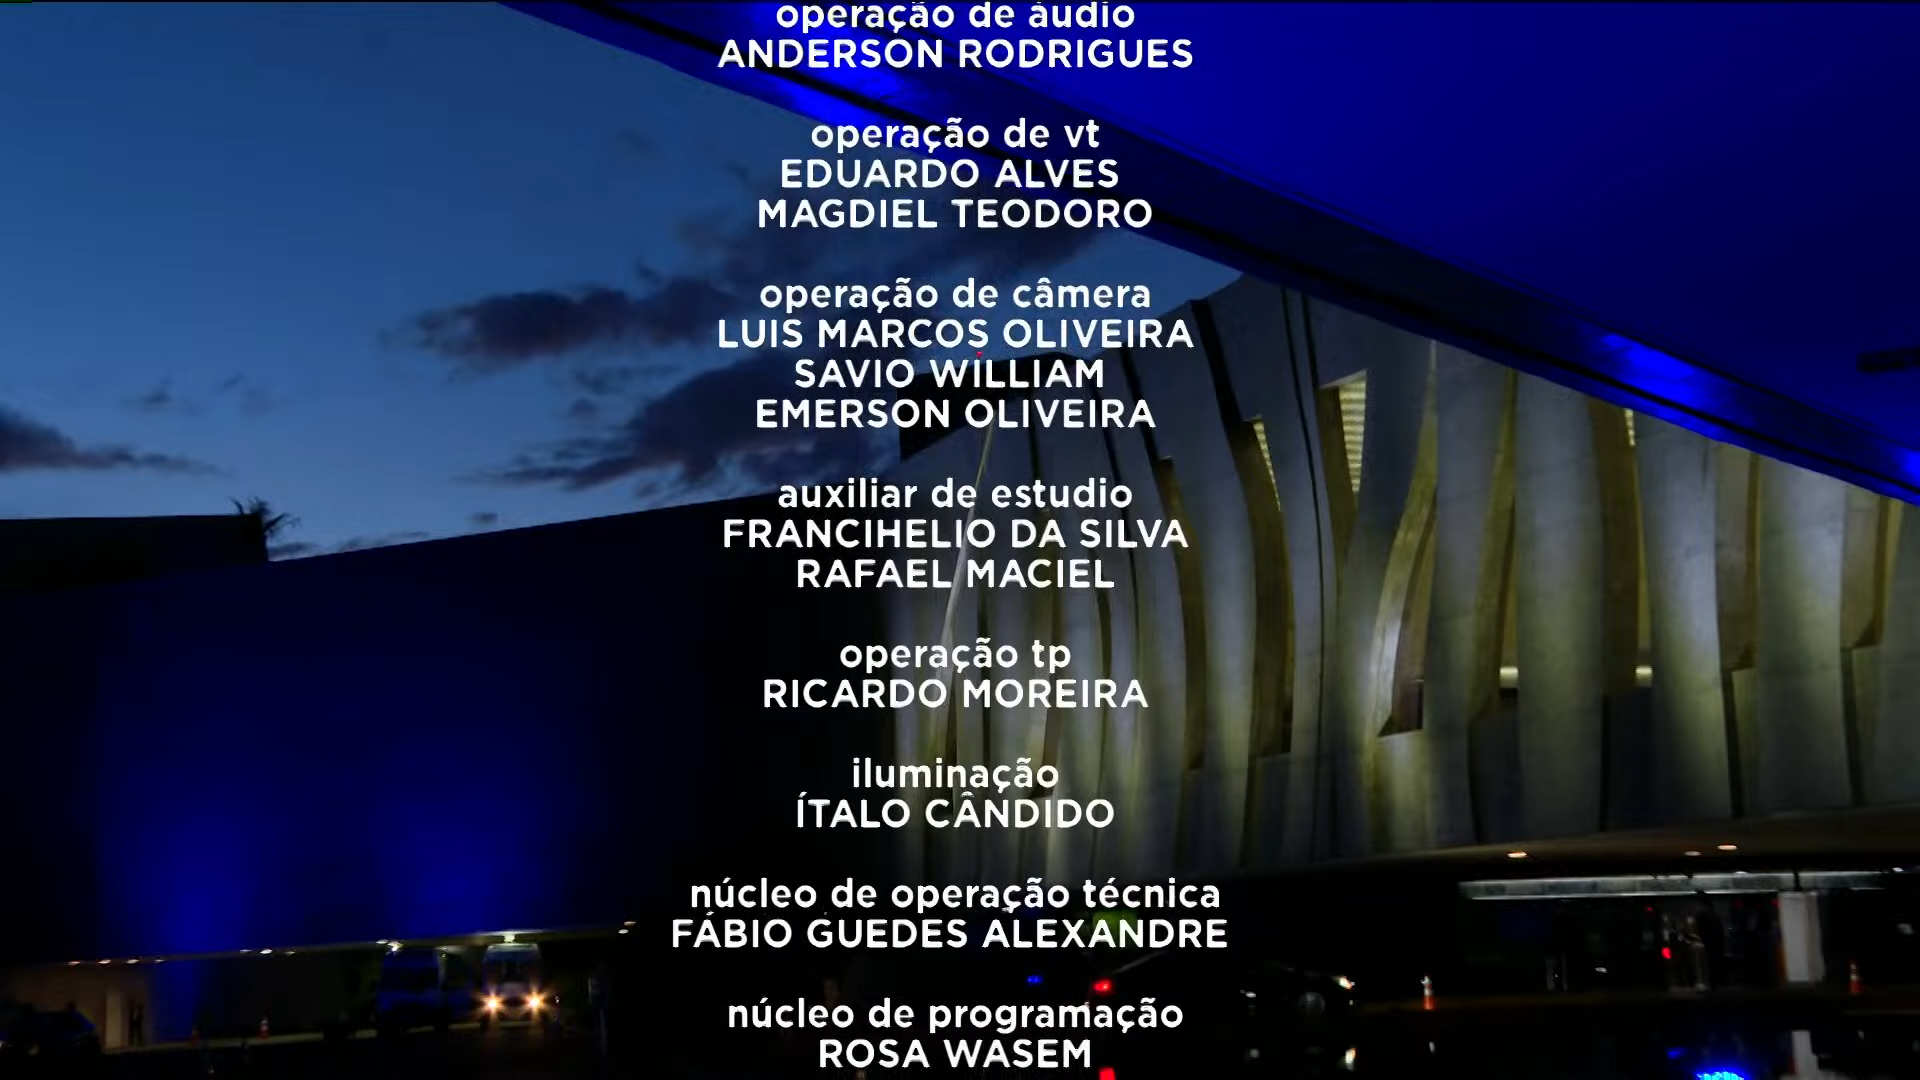 operação de áudio
ANDERSON RODRIGUES
operação de vt
EDUARDO ALVES
MAGDIEL TEODORO
operação de câmera
LUIS MARCOS OLIVEIRA
SAVIO WILLIAM
EMERSON OLIVEIRA
auxiliar de estudio
FRANCIHELIO DA SILVA
RAFAEL MACIEL
operação tp
RICARDO MOREIRA
iluminação
ÍTALO CÂNDIDO
núcleo de operação técnica
FÁBIO GUEDES ALEXANDRE
núcleo de programação
ROSA WASEM